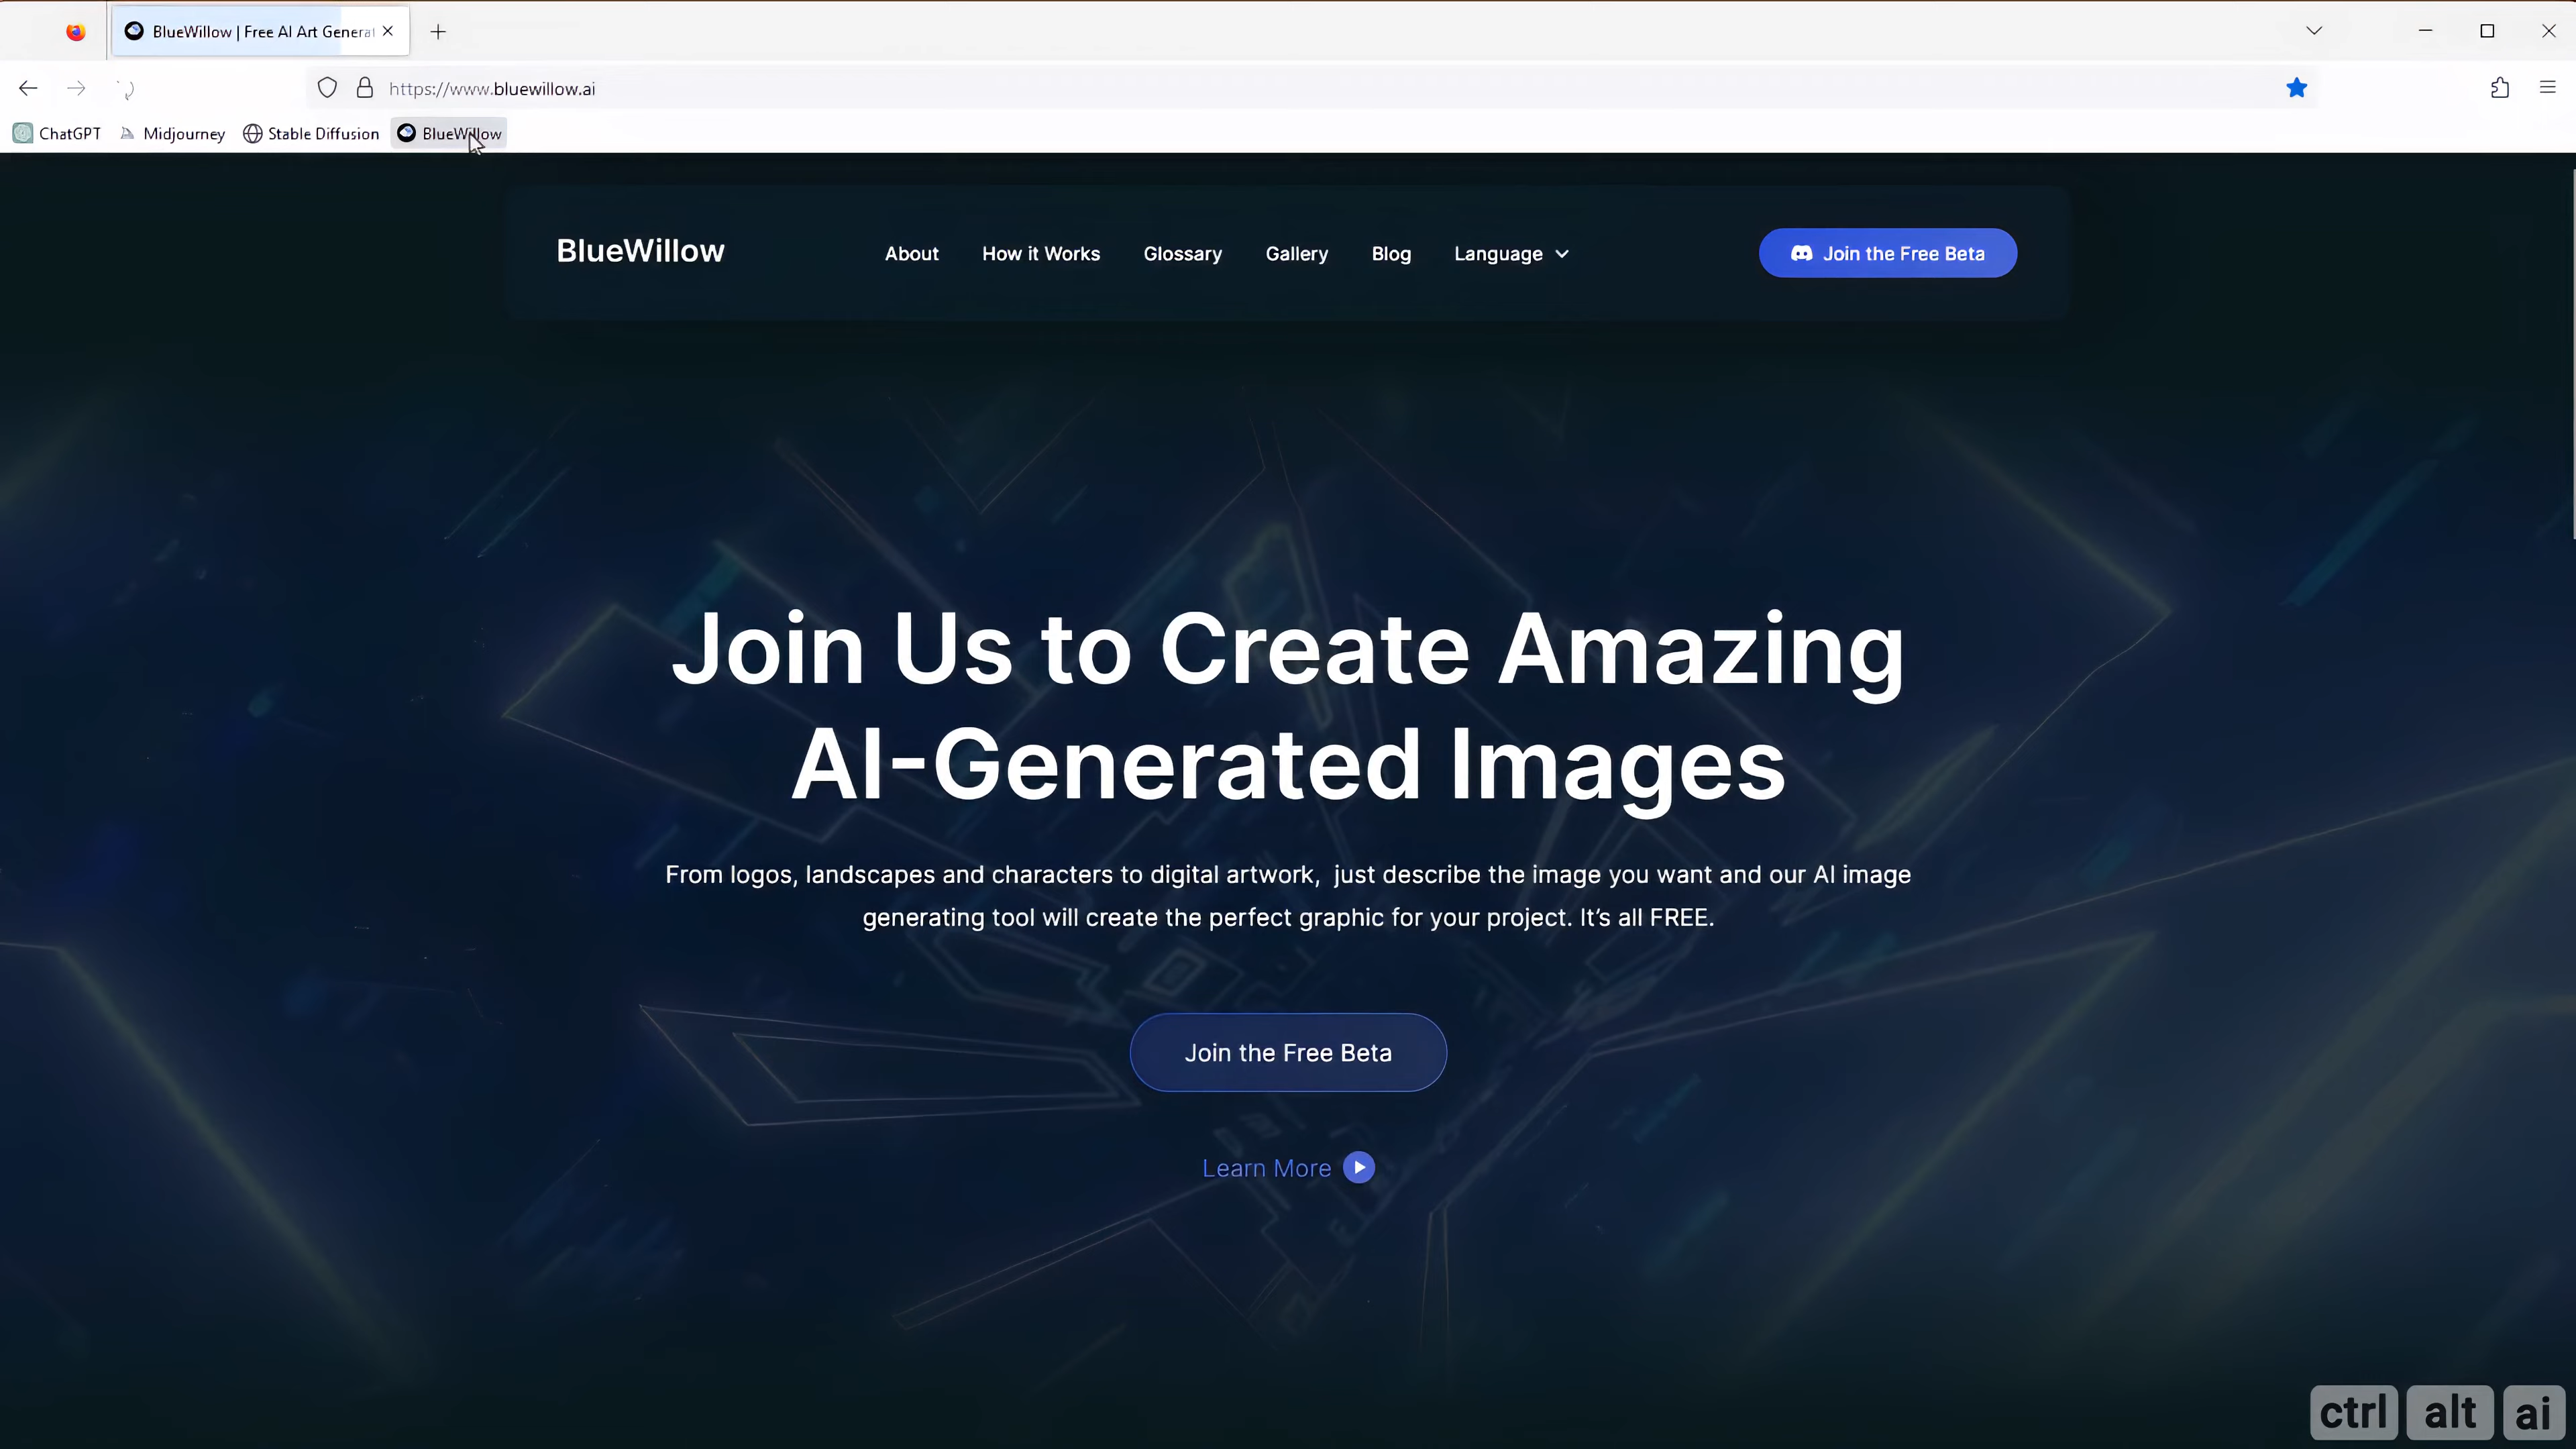 BlueWillow | Free AI Art Generat
https://www.bluewillow.ai
ChatGPT
Midjourney
Stable Diffusion
BlueWillow
BlueWillow
About
How it Works
Glossary
Gallery
Blog
Language
Join the Free Beta
Join Us to Create Amazing
AI-Generated Images
From logos, landscapes and characters to digital artwork, just describe the image you want and our AI image
generating tool will create the perfect graphic for your project. It's all FREE.
Join the Free Beta
Learn More
ctrl alt ai